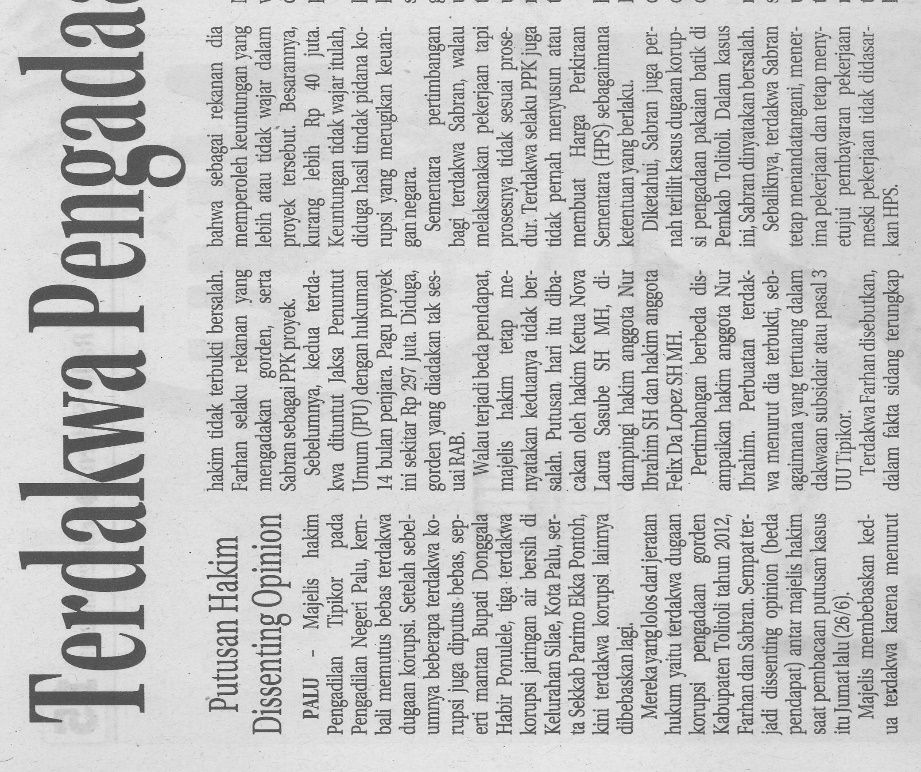 Terdakwa Pengadaa
Putusan Hakim
Dissenting Opinion
PALU – Majelis hakim
Pengadilan Tipikor pada
Pengadilan Negeri Palu, kem-
bali memutus bebas terdakwa
dugaan korupsi. Setelah sebel-
umnya beberapa terdakwa ko-
rupsi juga diputus bebas, sep-
erti mantan Bupati Donggala
Habir Ponulele, tiga terdakwa
korupsi jaringan air bersih di
Kelurahan Silae, Kota Palu, ser-
ta Sekkab Parimo Ekka Pontoh,
kini terdakwa korupsi lainnya
dibebaskan lagi.
Mereka yang lolos dari jeratan
hukum yaitu terdakwa dugaan
korupsi pengadaan gorden
Kabupaten Tolitoli tahun 2012,
Farhan dan Sabran. Sempat ter-
jadi dissenting opinion (beda
pendapat) antar majelis hakim
saat pembacaan putusan kasus
itu Jumat lalu (26/6).
Majelis membebaskan ked-
ua terdakwa karena menurut
hakim tidak terbukti bersalah.
Farhan selaku rekanan yang
mengadakan gorden, serta
Sabran sebagai PPK proyek.
Sebelumnya, kedua terda-
kwa dituntut Jaksa Penuntut
Umum (JPU) dengan hukuman
14 bulan penjara. Pagu proyek
ini sekitar Rp 297 juta. Diduga,
gorden yang diadakan tak ses-
uai RAB.
Walau terjadi beda pendapat,
majelis hakim tetap me-
nyatakan keduanya tidak ber-
salah. Putusan hari itu diba-
cakan oleh hakim Ketua Nova
Laura Sasube SH MH, di-
dampingi hakim anggota Nur
Ibrahim SH dan hakim anggota
Felix Da Lopez SH MH.
Pertimbangan berbeda dis-
ampaikan hakim anggota Nur
Ibrahim. Perbuatan terdak-
wa menurut dia terbukti, seb-
agaimana yang tertuang dalam
dakwaan subsidair atau pasal 3
UU Tipikor.
Terdakwa Farhan disebutkan,
dalam fakta sidang terungkap
bahwa sebagai rekanan dia
memperoleh keuntungan yang
lebih atau tidak wajar dalam
proyek tersebut. Besarannya,
kurang lebih Rp 40 juta.
Keuntungan tidak wajar itulah,
diduga hasil tindak pidana ko-
rupsi yang merugikan keuan-
gan negara.
Sementara pertimbangan
bagi terdakwa Sabran, walau
melaksanakan pekerjaan tapi
prosesnya tidak sesuai prose-
dur. Terdakwa selaku PPK juga
tidak pernah menyusun atau
membuat Harga Perkiraan
Sementara (HPS) sebagaimana
ketentuan yang berlaku.
Diketahui, Sabran juga per-
nah terlilit kasus dugaan korup-
si pengadaan pakaian batik di
Pemkab Tolitoli. Dalam kasus
ini, Sabran dinyatakan bersalah.
Sebaliknya, terdakwa Sabran
tetap menandatangani, mener-
ima pekerjaan dan tetap meny-
etujui pembayaran pekerjaan
meski pekerjaan tidak didasar-
kan HPS.